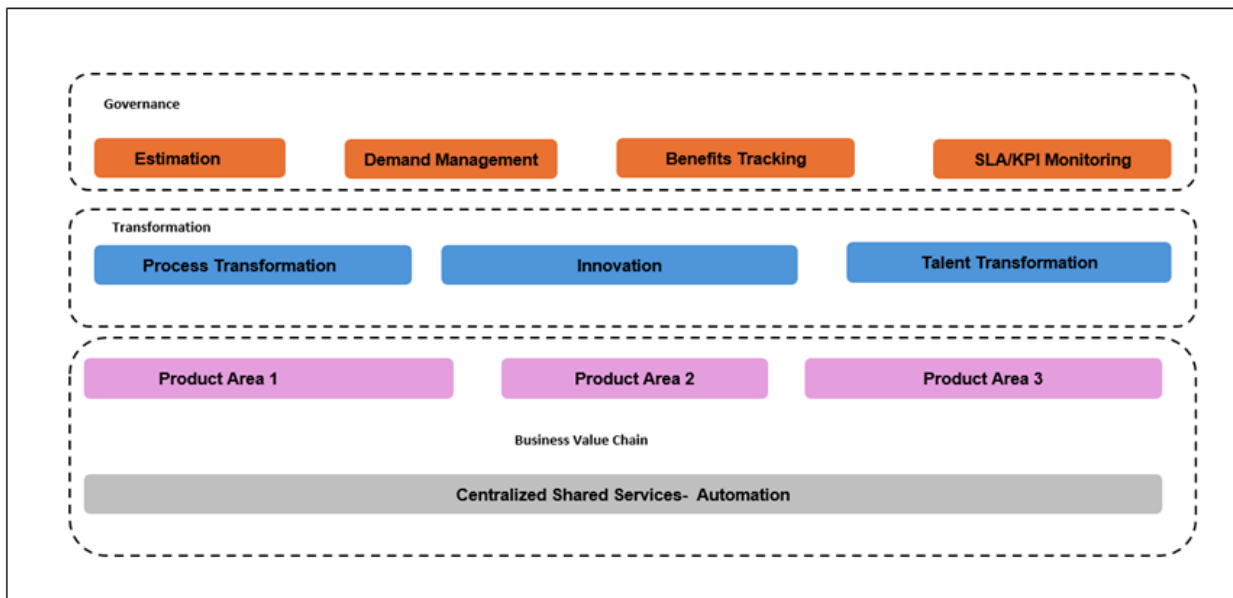 Governance
Estimation
Demand Management
Benefits Tracking
SLA/KPI Monitoring
Transformation
Process Transformation
Innovation
Talent Transformation
Product Area 1
Product Area 2
Product Area 3
Business Value Chain
Centralized Shared Services-  Automation